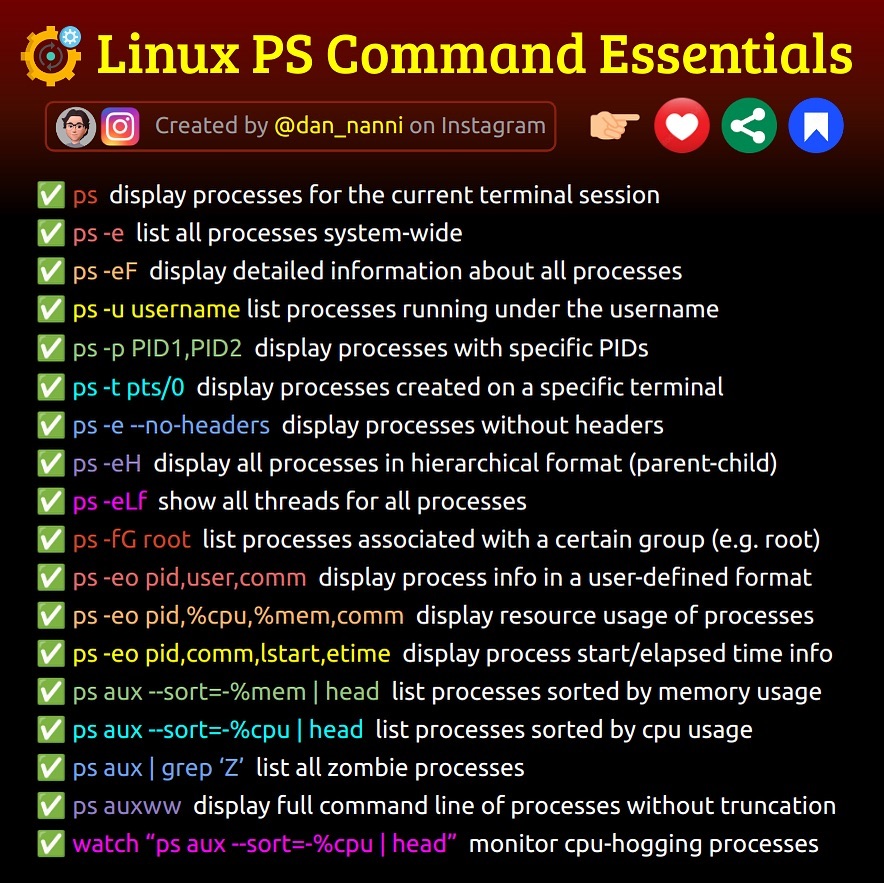 Linux PS Command Essentials
Created by @dan_nanni on Instagram
ps display processes for the current terminal session
ps -e list all processes system-wide
ps -eF display detailed information about all processes
ps -u username list processes running under the username
ps -p PID1,PID2 display processes with specific PIDs
ps -t pts/0 display processes created on a specific terminal
ps -e --no-headers display processes without headers
ps -eH display all processes in hierarchical format (parent-child)
ps -eLf show all threads for all processes
ps -fG root list processes associated with a certain group (e.g. root)
ps -eo pid,user,comm display process info in a user-defined format
ps -eo pid,%cpu,%mem,comm display resource usage of processes
ps -eo pid,comm,lstart,etime display process start/elapsed time info
ps aux --sort=-%mem | head list processes sorted by memory usage
ps aux --sort=-%cpu | head list processes sorted by cpu usage
ps aux | grep ‘Z’ list all zombie processes
ps auxww display full command line of processes without truncation
watch “ps aux --sort=-%cpu | head” monitor cpu-hogging processes